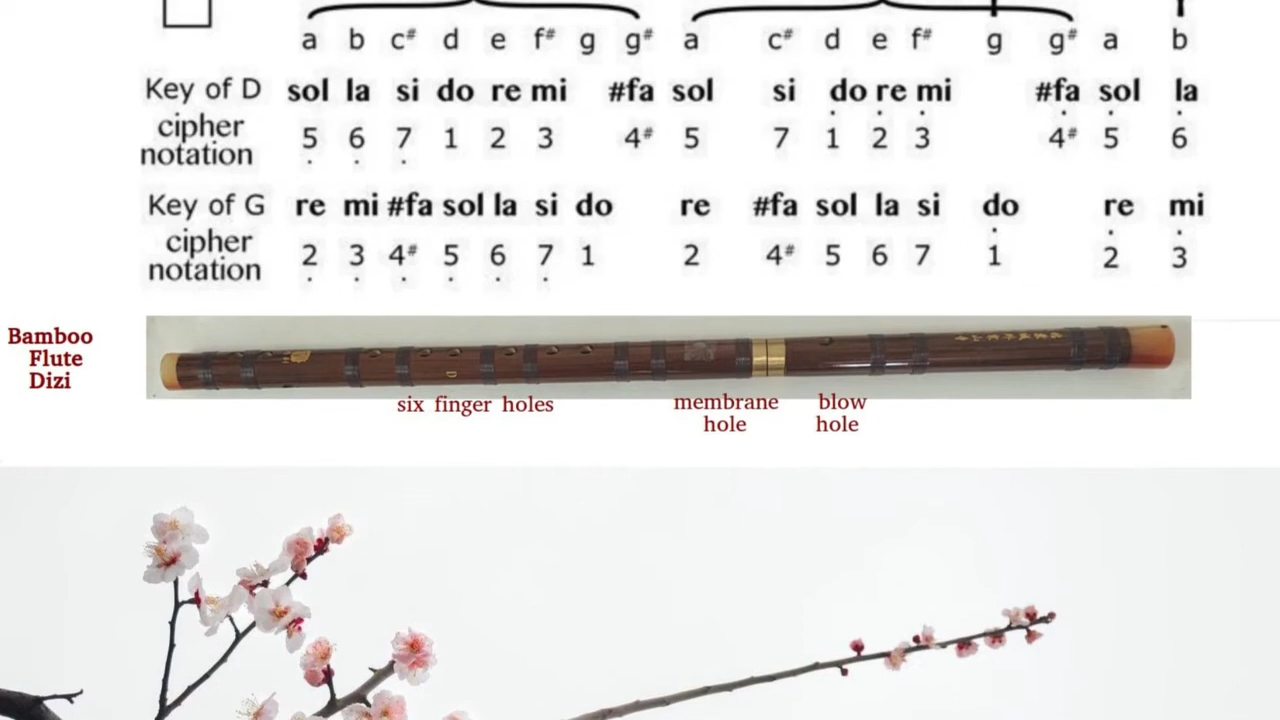 a b c# d e f# g g# a c# d e f# g g# a b
Key of D sol la si do re mi #fa sol si do re mi #fa sol la
cipher
notation
5 6 7 1 2 3 4# 5 7 1 2 3 4# 5 6
Key of G re mi #fa sol la si do re #fa sol la si do re mi
cipher
notation
2 3 4# 5 6 7 1 2 4# 5 6 7 1 2 3
Bamboo
Flute
Dizi
D
six finger holes
membrane
hole
blow
hole